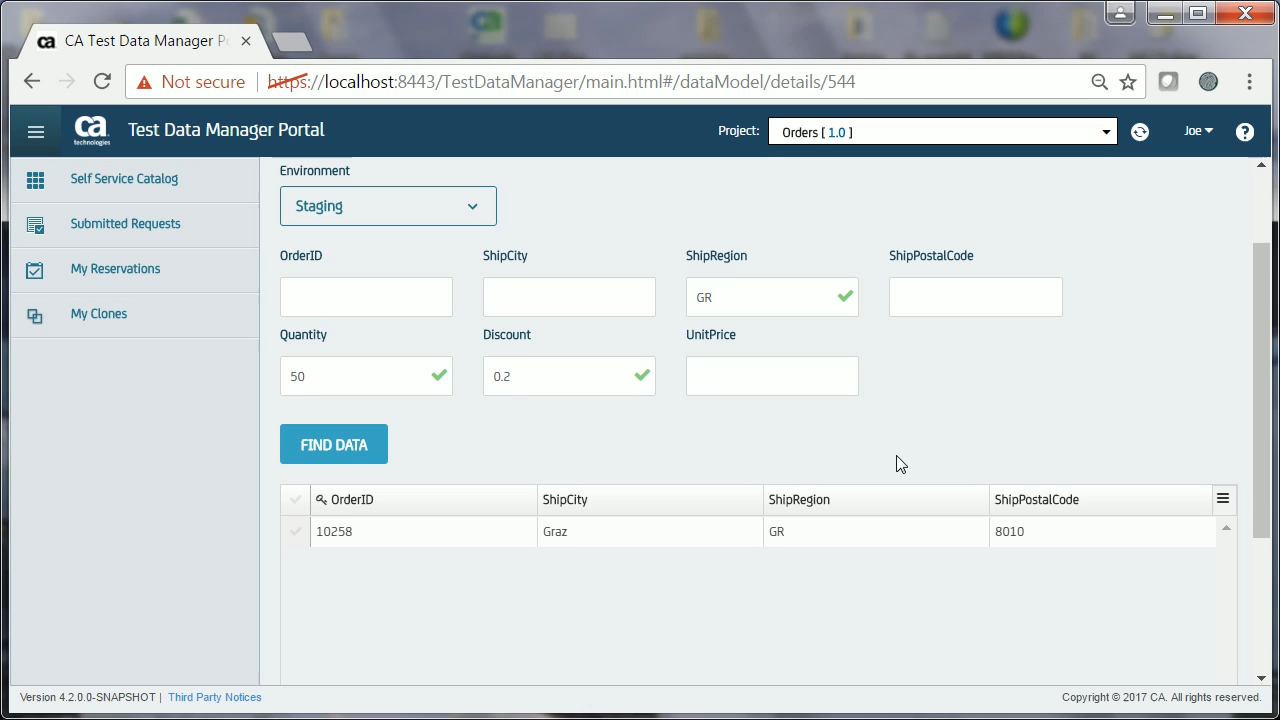 ca CA Test Data Manager P
Not secure https://localhost:8443/TestDataManager/main.html#/dataModel/details/544
ca technologies Test Data Manager Portal Project: Orders [ 1.0 ] Joe ?
Self Service Catalog
Submitted Requests
My Reservations
My Clones
Environment
Staging
OrderID ShipCity ShipRegion ShipPostalCode
GR
Quantity Discount UnitPrice
50 0.2
FIND DATA
OrderID ShipCity ShipRegion ShipPostalCode
10258 Graz GR 8010
Version 4.2.0.0-SNAPSHOT | Third Party Notices Copyright © 2017 CA. All rights reserved.